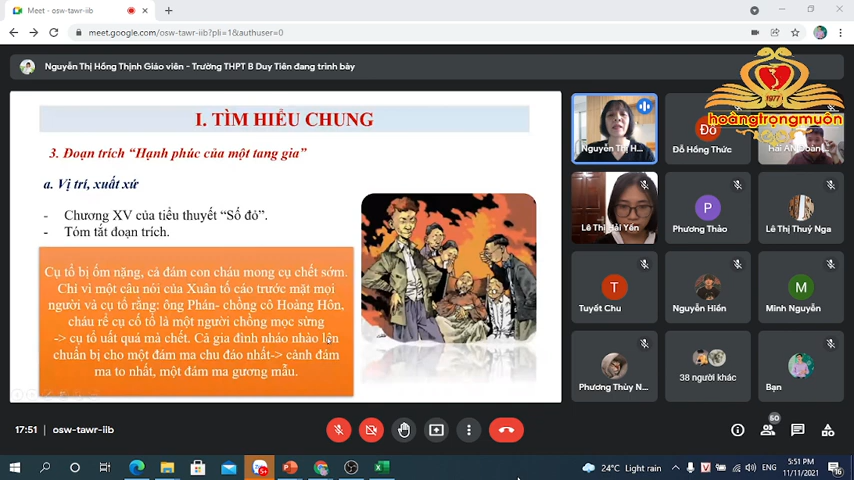 Meet - osw-tawr-iib
meet.google.com/osw-tawr-iib?pli=1&authuser=0
Nguyễn Thị Hồng Thịnh Giáo viên - Trường THPT B Duy Tiên đang trình bày
1977
hoàngtrọngmuôn
I. TÌM HIỂU CHUNG
3. Đoạn trích “Hạnh phúc của một tang gia”
a. Vị trí, xuất xứ
- Chương XV của tiểu thuyết “Số đỏ”.
- Tóm tắt đoạn trích.
Cụ tổ bị ốm nặng, cả đám con cháu mong cụ chết sớm.
Chỉ vì một câu nói của Xuân tố cáo trước mặt mọi
người và cụ tổ rằng: ông Phán- chồng cô Hoàng Hôn,
cháu rể cụ cố tổ là một người chồng mọc sừng
-> cụ tổ uất quá mà chết. Cả gia đình nháo nhào lên
chuẩn bị cho một đám ma chu đáo nhất-> cảnh đám
ma to nhất, một đám ma gương mẫu.
Nguyễn Thị H...
Đỗ Hồng Thức
Hải AN Đoàn
Lê Thị Hải Yến
P
Phương Thảo
Lê Thị Thuý Nga
T
Tuyết Chu
Nguyễn Hiền
M
Minh Nguyễn
Phương Thùy N...
38 người khác
Bạn
17:51 osw-tawr-iib
50
24°C Light rain
ENG
5:51 PM
11/11/2021
16